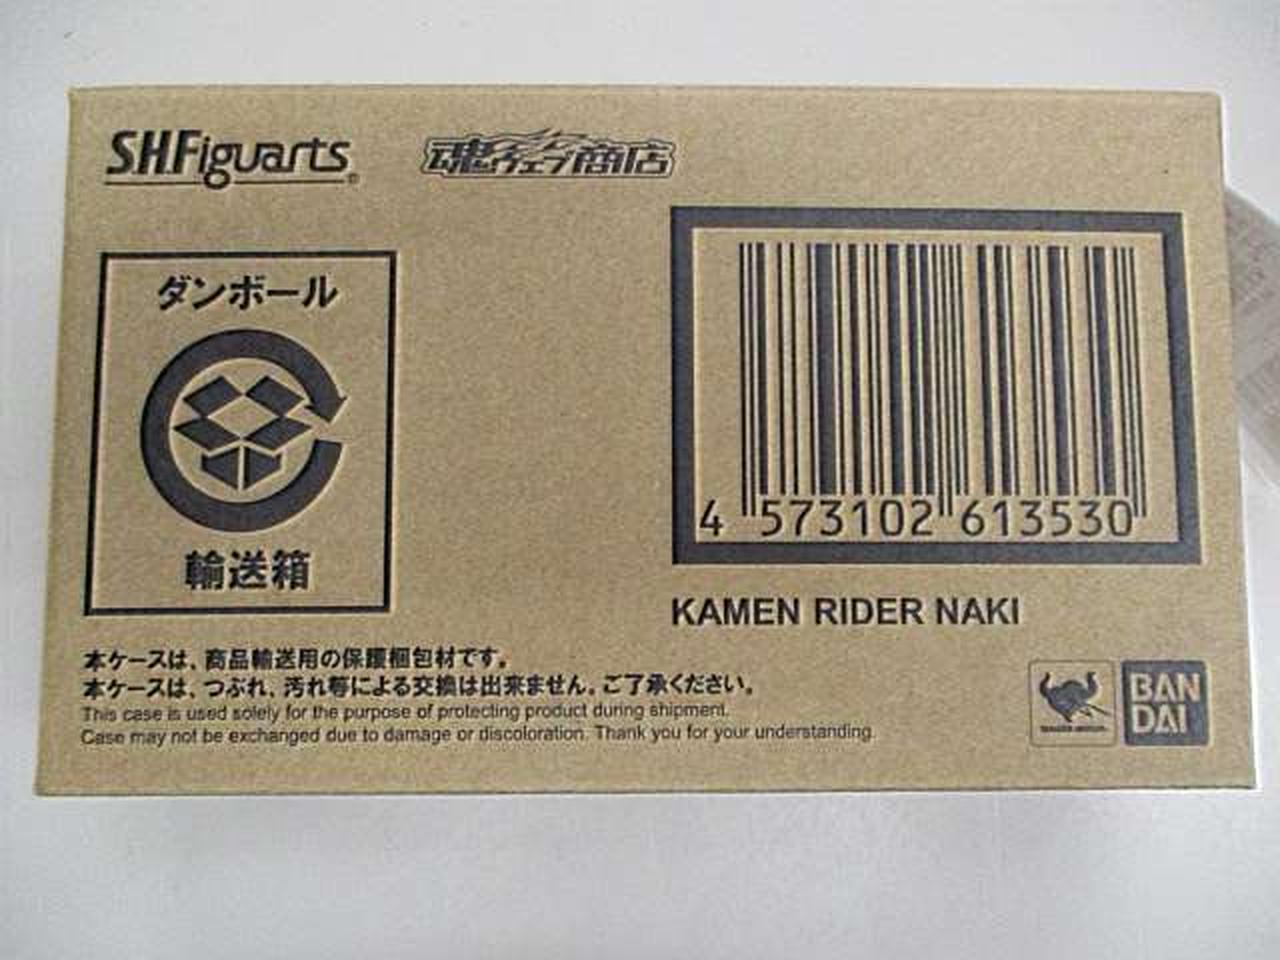 S.H.Figuarts®
魂ウェブ商店
ダンボール
輸送箱
4 573102 613530
KAMEN RIDER NAKI
本ケースは、商品輸送用の保護梱包材です。
本ケースは、つぶれ、汚れ等による交換は出来ません。ご了承ください。
This case is used solely for the purpose of protecting product during shipment.
Case may not be exchanged due to damage or discoloration. Thank you for your understanding.
BAN
DAI